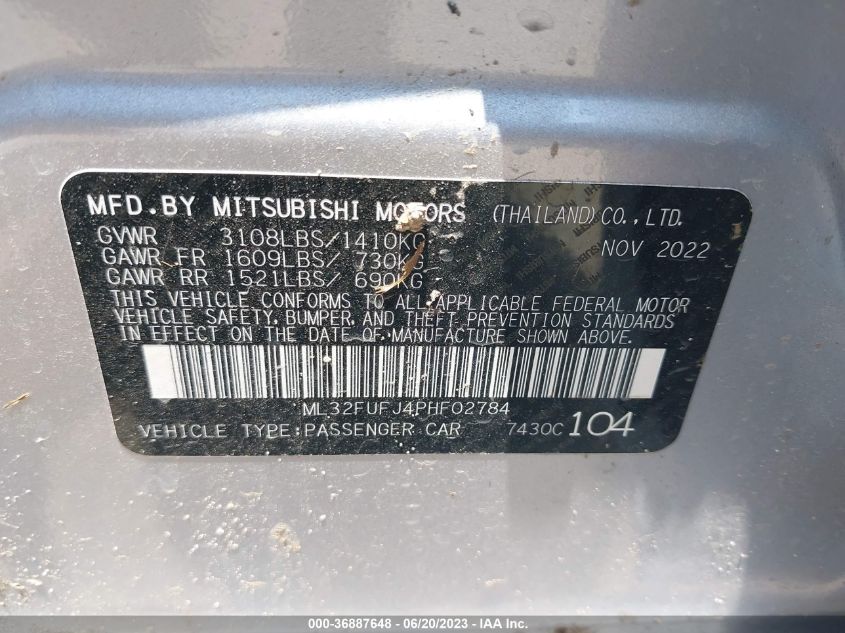 MFD.BY MITSUBISHI MOTORS (THAILAND)CO.,LTD.
GVWR 3108LBS/1410KG NOV 2022
GAWR FR 1609LBS/ 730KG
GAWR RR 1521LBS/ 690KG
THIS VEHICLE CONFORMS TO ALL APPLICABLE FEDERAL MOTOR
VEHICLE SAFETY, BUMPER, AND THEFT PREVENTION STANDARDS
IN EFFECT ON THE DATE OF MANUFACTURE SHOWN ABOVE.
ML32FUFJ4PHF02784
VEHICLE TYPE:PASSENGER CAR 7430C 104
000-36887648 - 06/20/2023 - © IAA Inc.